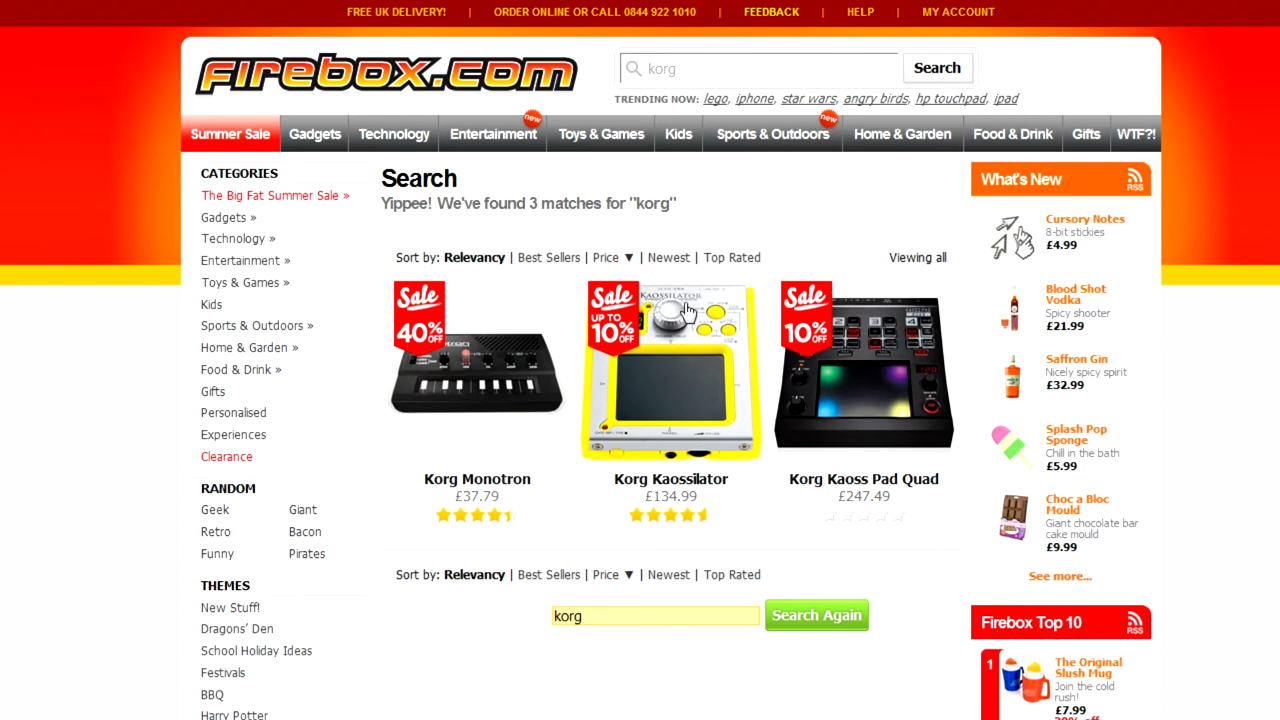 FREE UK DELIVERY! | ORDER ONLINE OR CALL 0844 922 1010 | FEEDBACK | HELP | MY ACCOUNT
firebox.com
korg
Search
TRENDING NOW: lego, iphone, star wars, angry birds, hp touchpad, ipad
Summer Sale Gadgets Technology Entertainment new Toys & Games Kids Sports & Outdoors new Home & Garden Food & Drink Gifts WTF?!
CATEGORIES
The Big Fat Summer Sale »
Gadgets »
Technology »
Entertainment »
Toys & Games »
Kids
Sports & Outdoors »
Home & Garden »
Food & Drink »
Gifts
Personalised
Experiences
Clearance
RANDOM
Geek Giant
Retro Bacon
Funny Pirates
THEMES
New Stuff!
Dragons’ Den
School Holiday Ideas
Festivals
BBQ
Harry Potter
Search
Yippee! We've found 3 matches for "korg"
Sort by: Relevancy | Best Sellers | Price ▼ | Newest | Top Rated
Viewing all
Sale
40%
OFF
Korg Monotron
£37.79
Sale
UP TO
10%
OFF
KAOSSILATOR
Korg Kaossilator
£134.99
Sale
10%
OFF
1 2 3 4
Korg Kaoss Pad Quad
£247.49
Sort by: Relevancy | Best Sellers | Price ▼ | Newest | Top Rated
korg
Search Again
What's New
RSS
Cursory Notes
8-bit stickies
£4.99
Blood Shot
Vodka
Spicy shooter
£21.99
Saffron Gin
Nicely spicy spirit
£32.99
Splash Pop
Sponge
Chill in the bath
£5.99
Choc a Bloc
Mould
Giant chocolate bar
cake mould
£9.99
See more...
Firebox Top 10
RSS
1
The Original
Slush Mug
Join the cold
rush!
£7.99
20% off